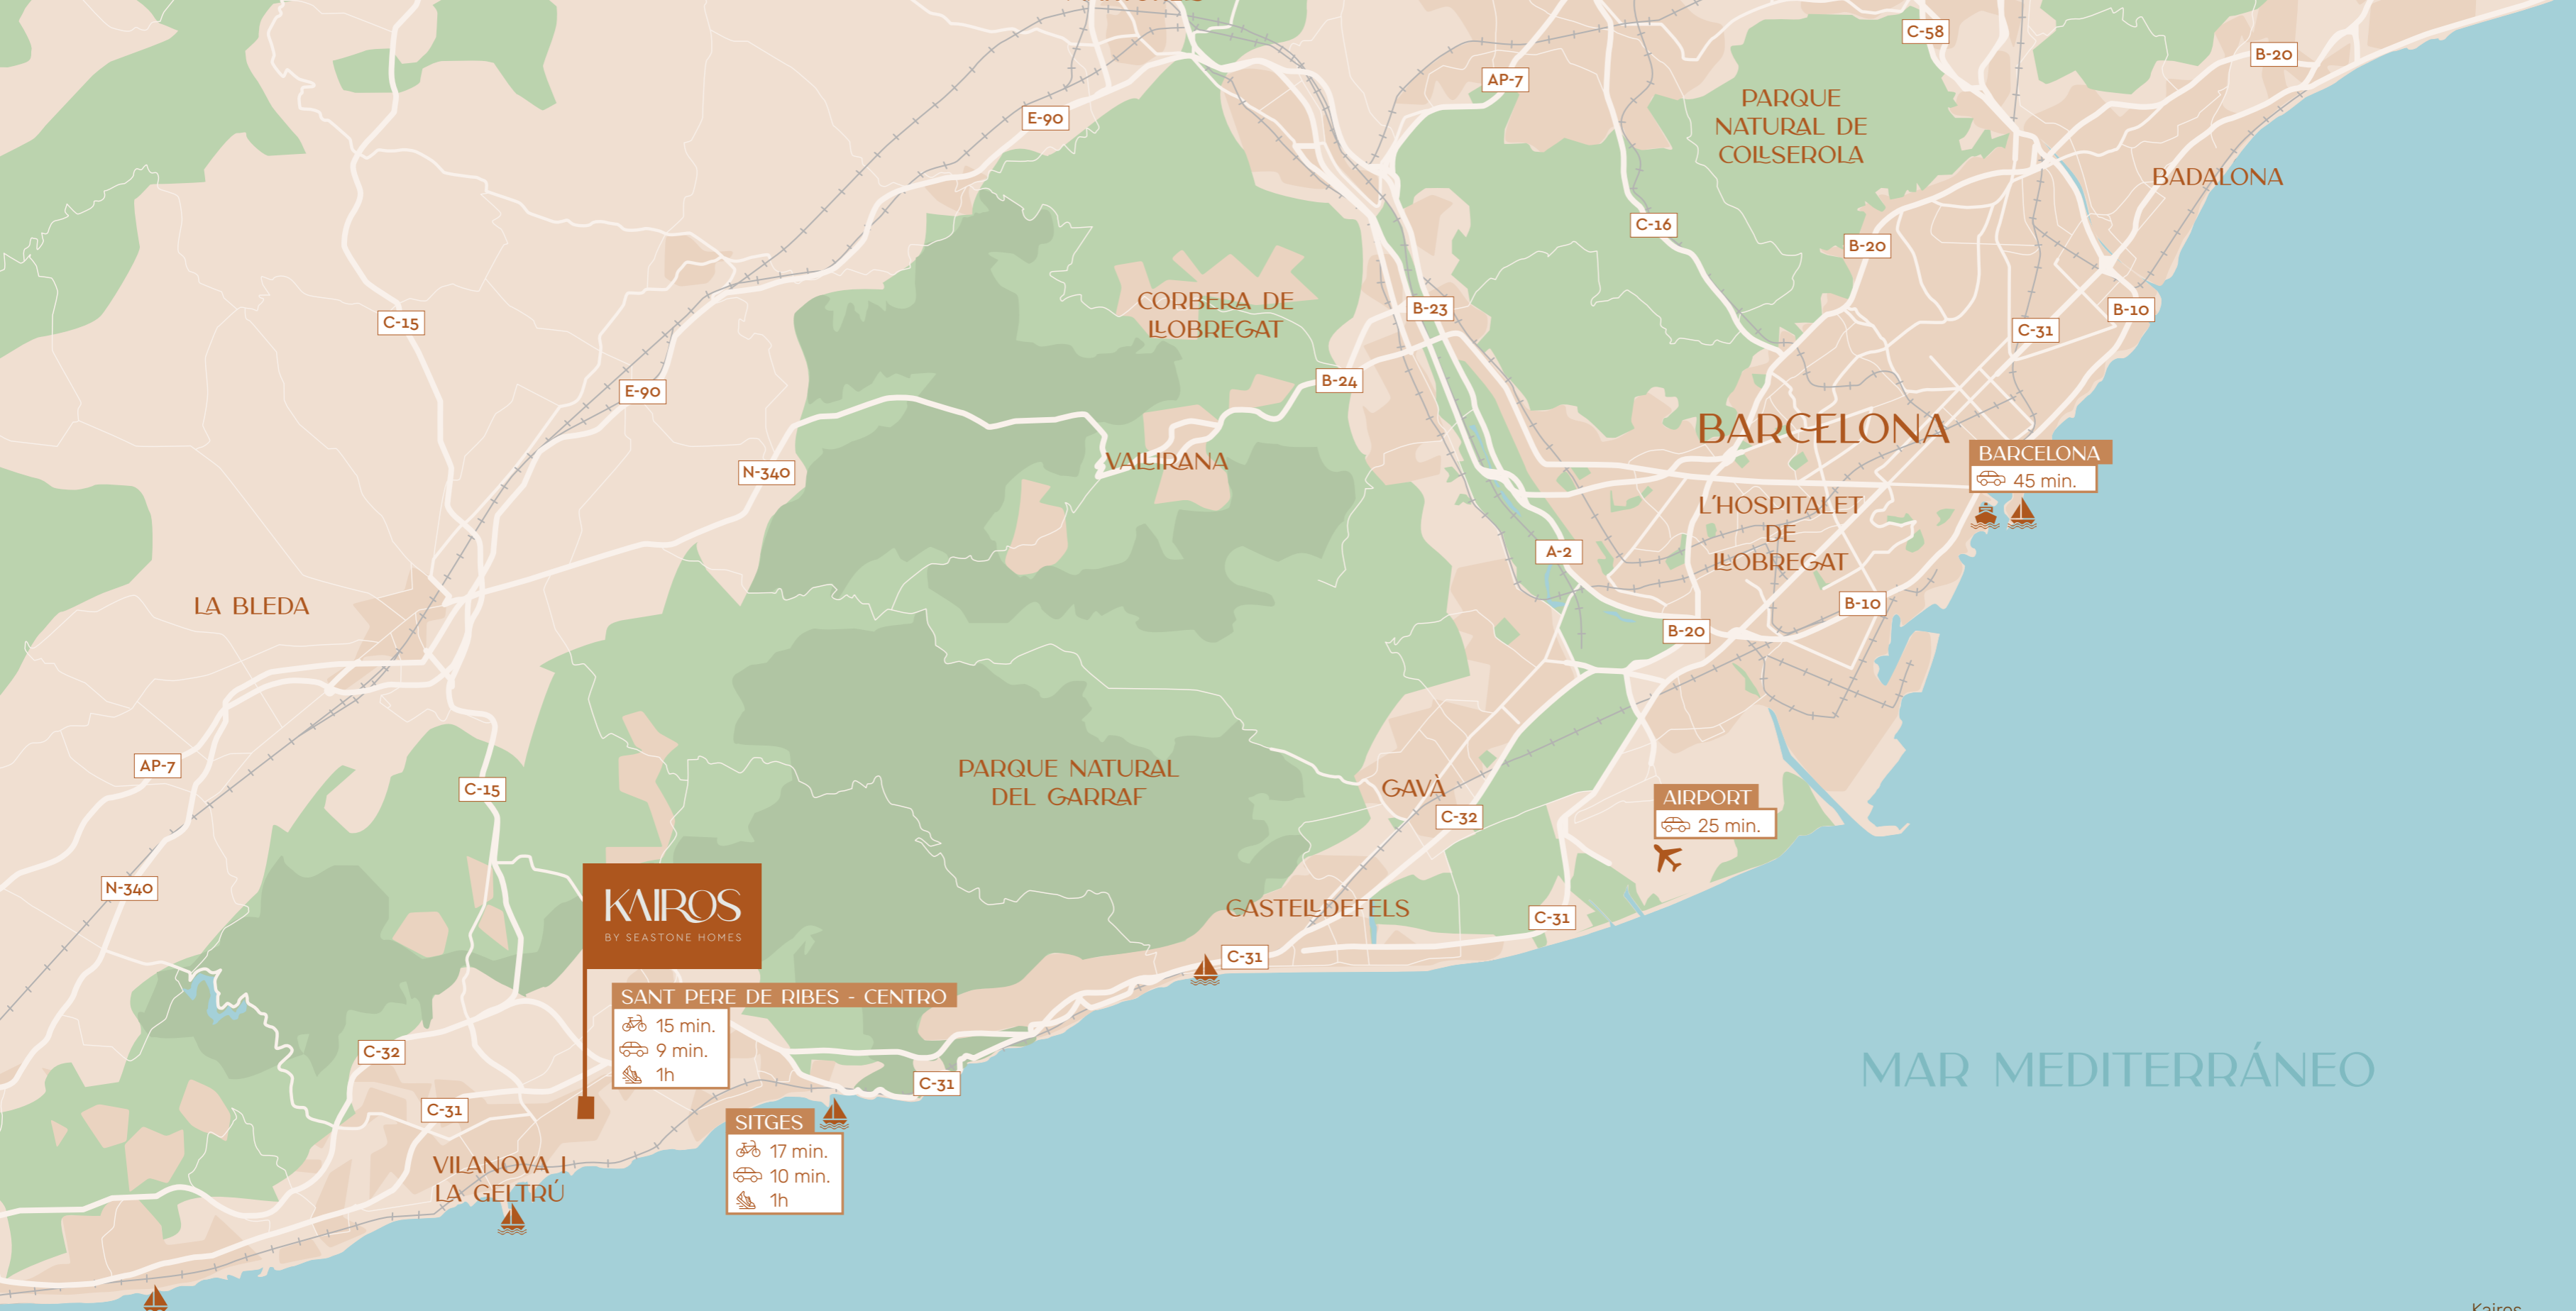 C-58
B-20
AP-7
PARQUE
NATURAL DE
COLLSEROLA
E-90
BADALONA
C-16
B-20
CORBERA DE
LLOBREGAT
B-23
B-10
C-15
C-31
B-24
E-90
BARCELONA
BARCELONA
45 min.
VALLIRANA
N-340
L'HOSPITALET
DE
LLOBREGAT
A-2
LA BLEDA
B-10
B-20
AP-7
PARQUE NATURAL
DEL GARRAF
C-15
GAVÀ
C-32
AIRPORT
25 min.
N-340
KAIROS
BY SEASTONE HOMES
CASTELLDEFELS
C-31
C-31
SANT PERE DE RIBES - CENTRO
15 min.
9 min.
1h
C-32
C-31
MAR MEDITERRÁNEO
C-31
SITGES
17 min.
10 min.
1h
VILANOVA I
LA GELTRÚ
Kairos